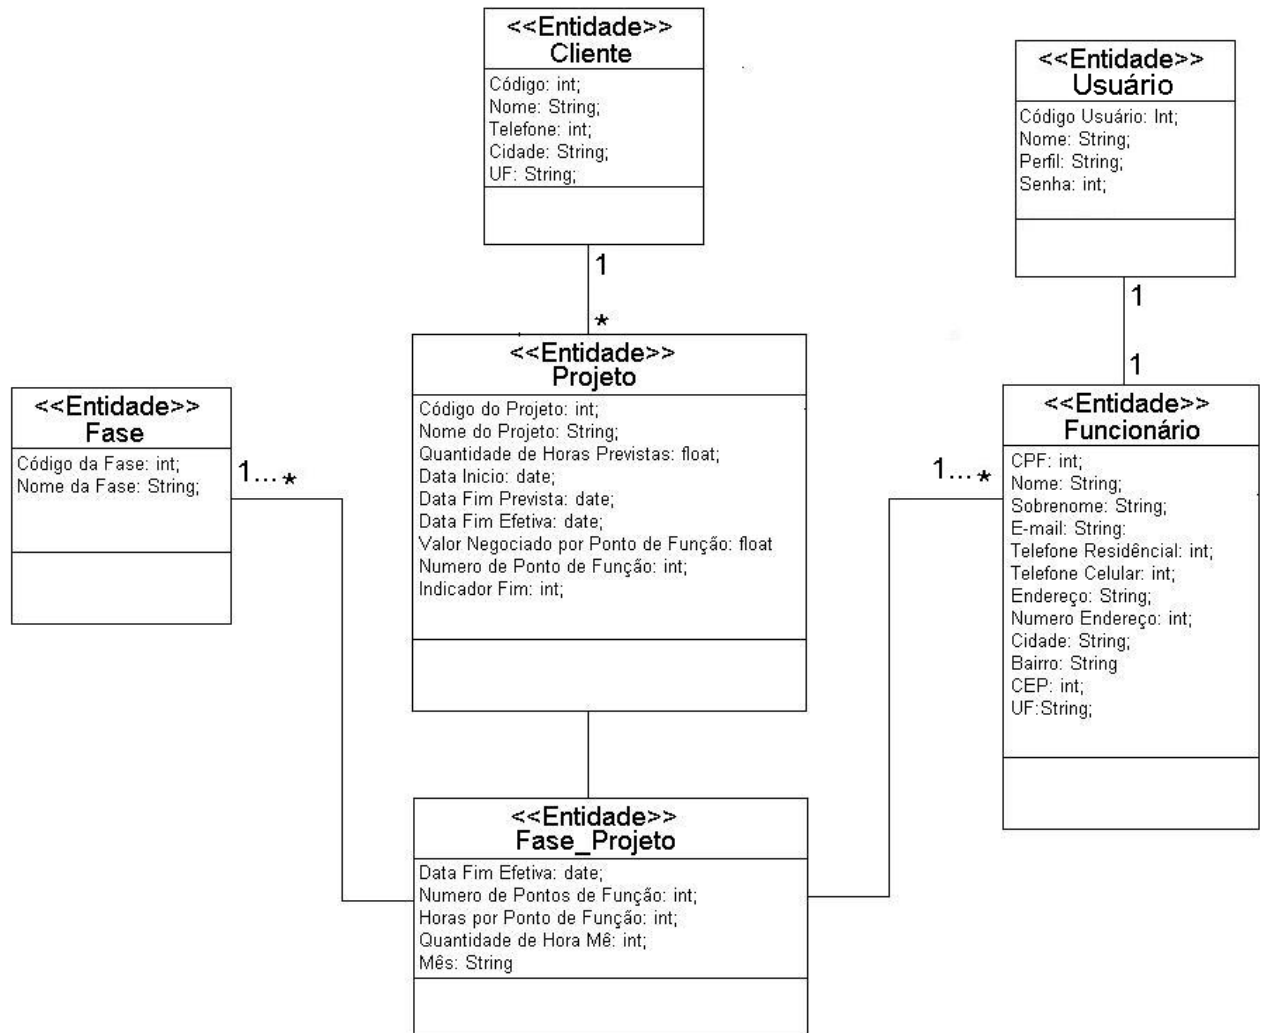 <<Entidade>>
Cliente
Código: int;
Nome: String;
Telefone: int;
Cidade: String;
UF: String;
<<Entidade>>
Usuário
Código Usuário: Int;
Nome: String;
Perfil: String;
Senha: int;
1
*
1
1
<<Entidade>>
Fase
Código da Fase: int;
Nome da Fase: String;
1... *
<<Entidade>>
Projeto
Código do Projeto: int;
Nome do Projeto: String;
Quantidade de Horas Previstas: float;
Data Inicio: date;
Data Fim Prevista: date;
Data Fim Efetiva: date;
Valor Negociado por Ponto de Função: float
Numero de Ponto de Função: int;
Indicador Fim: int;
1... *
<<Entidade>>
Funcionário
CPF: int;
Nome: String;
Sobrenome: String;
E-mail: String:
Telefone Residêncial: int;
Telefone Celular: int;
Endereço: String;
Numero Endereço: int;
Cidade: String;
Bairro: String
CEP: int;
UF:String;
<<Entidade>>
Fase_Projeto
Data Fim Efetiva: date;
Numero de Pontos de Função: int;
Horas por Ponto de Função: int;
Quantidade de Hora Mê: int;
Mês: String